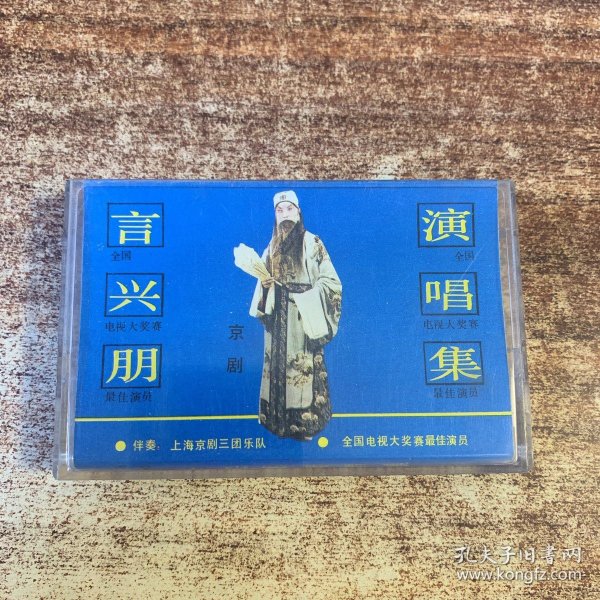 言
全国
兴
电视大奖赛
朋
最佳演员
京
剧
演
全国
唱
电视大奖赛
集
最佳演员
● 伴奏: 上海京剧三团乐队
● 全国电视大奖赛最佳演员
孔夫子旧书网
www.kongfz.com